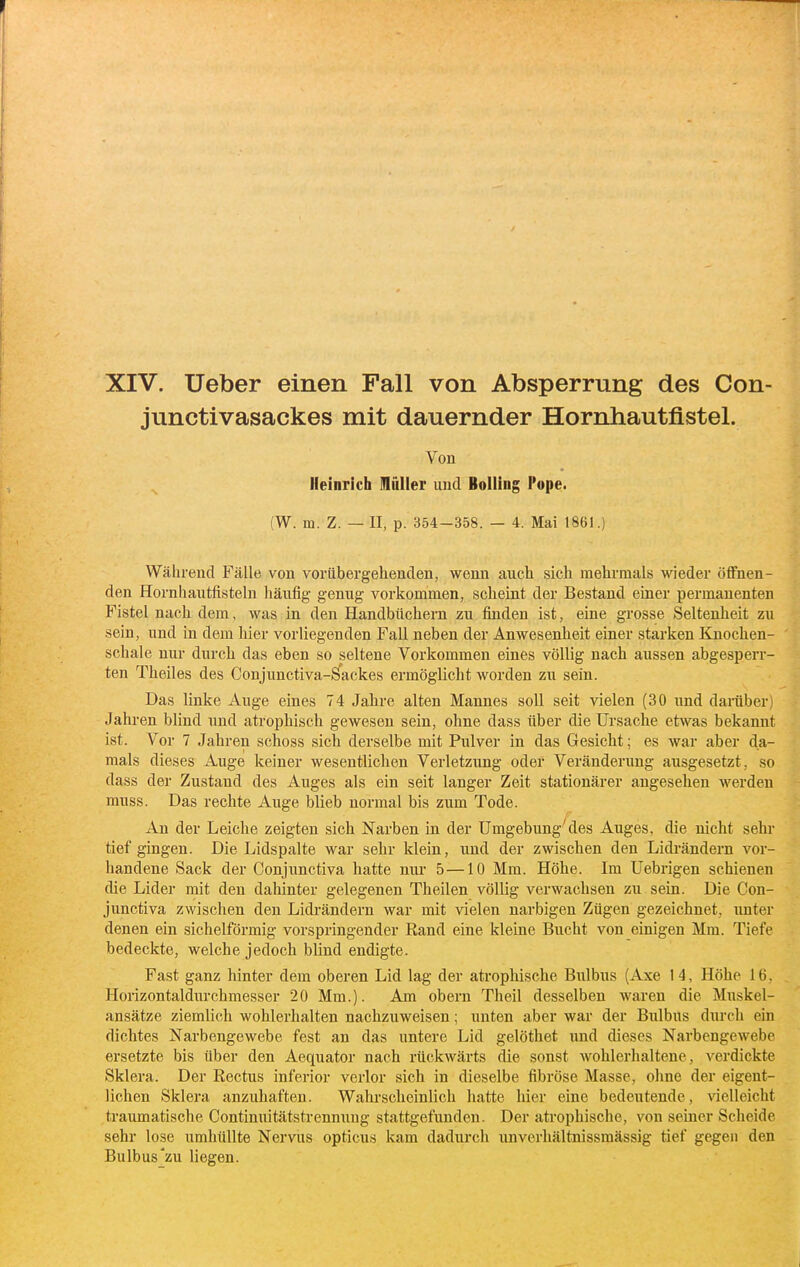 XIV. Ueber einen Fall von Absperrung des Con-
junctivasackes mit dauernder Hornhautfistel.
Von
Heinrich Müller und Bolling Pope.
(W. m. Z. — II, p. 354–358. — 4. Mai 1861.)
Während Fälle von vorübergehenden, wenn auch sich mehrmals wieder öffnen-
den Hornhautfisteln häufig genug vorkommen, scheint der Bestand einer permanenten
Fistel nach dem, was in den Handbüchern zu finden ist, eine grosse Seltenheit zu
sein, und in dem hier vorliegenden Fall neben der Anwesenheit einer starken Knochen-
schale nur durch das eben so seltene Vorkommen eines völlig nach aussen abgesperr-
ten Theiles des Conjunctiva-Sackes ermöglicht worden zu sein.
Das linke Auge eines 74 Jahre alten Mannes soll seit vielen (30 und darüber)
Jahren blind und atrophisch gewesen sein, ohne dass über die Ursache etwas bekannt
ist. Vor 7 Jahren schoss sich derselbe mit Pulver in das Gesicht; es war aber da-
mals dieses Auge keiner wesentlichen Verletzung oder Veränderung ausgesetzt, so
dass der Zustand des Auges als ein seit langer Zeit stationärer angesehen werden
muss. Das rechte Auge blieb normal bis zum Tode.
An der Leiche zeigten sich Narben in der Umgebung des Auges, die nicht sehr
tief gingen. Die Lidspalte war sehr klein, und der zwischen den Lidrändern vor-
handene Sack der Conjunctiva hatte nur 5—10 Mm. Höhe. Im Uebrigen schienen
die Lider mit den dahinter gelegenen Theilen völlig verwachsen zu sein. Die Con-
junctiva zwischen den Lidrändern war mit vielen narbigen Zügen gezeichnet, unter
denen ein sichelförmig vorspringender Rand eine kleine Bucht von einigen Mm. Tiefe
bedeckte, welche jedoch blind endigte.
Fast ganz hinter dem oberen Lid lag der atrophische Bulbus (Axe 14, Höhe 16,
Horizontaldurchmesser 20 Mm.). Am obern Theil desselben waren die Muskel-
ansätze ziemlich wohlerhalten nachzuweisen; unten aber war der Bulbus durch ein
dichtes Narbengewebe fest an das untere Lid gelöthet und dieses Narbengewebe
ersetzte bis über den Aequator nach rückwärts die sonst wohlerhaltene, verdickte
Sklera. Der Rectus inferior verlor sich in dieselbe fibröse Masse, ohne der eigent-
lichen Sklera anzuhaften. Wahrscheinlich hatte hier eine bedeutende, vielleicht
traumatische Continuitätstrennung stattgefunden. Der atrophische, von seiner Scheide
sehr lose umhüllte Nervus opticus kam dadurch unverhältnissmässig tief gegen den
Bulbus zu liegen.